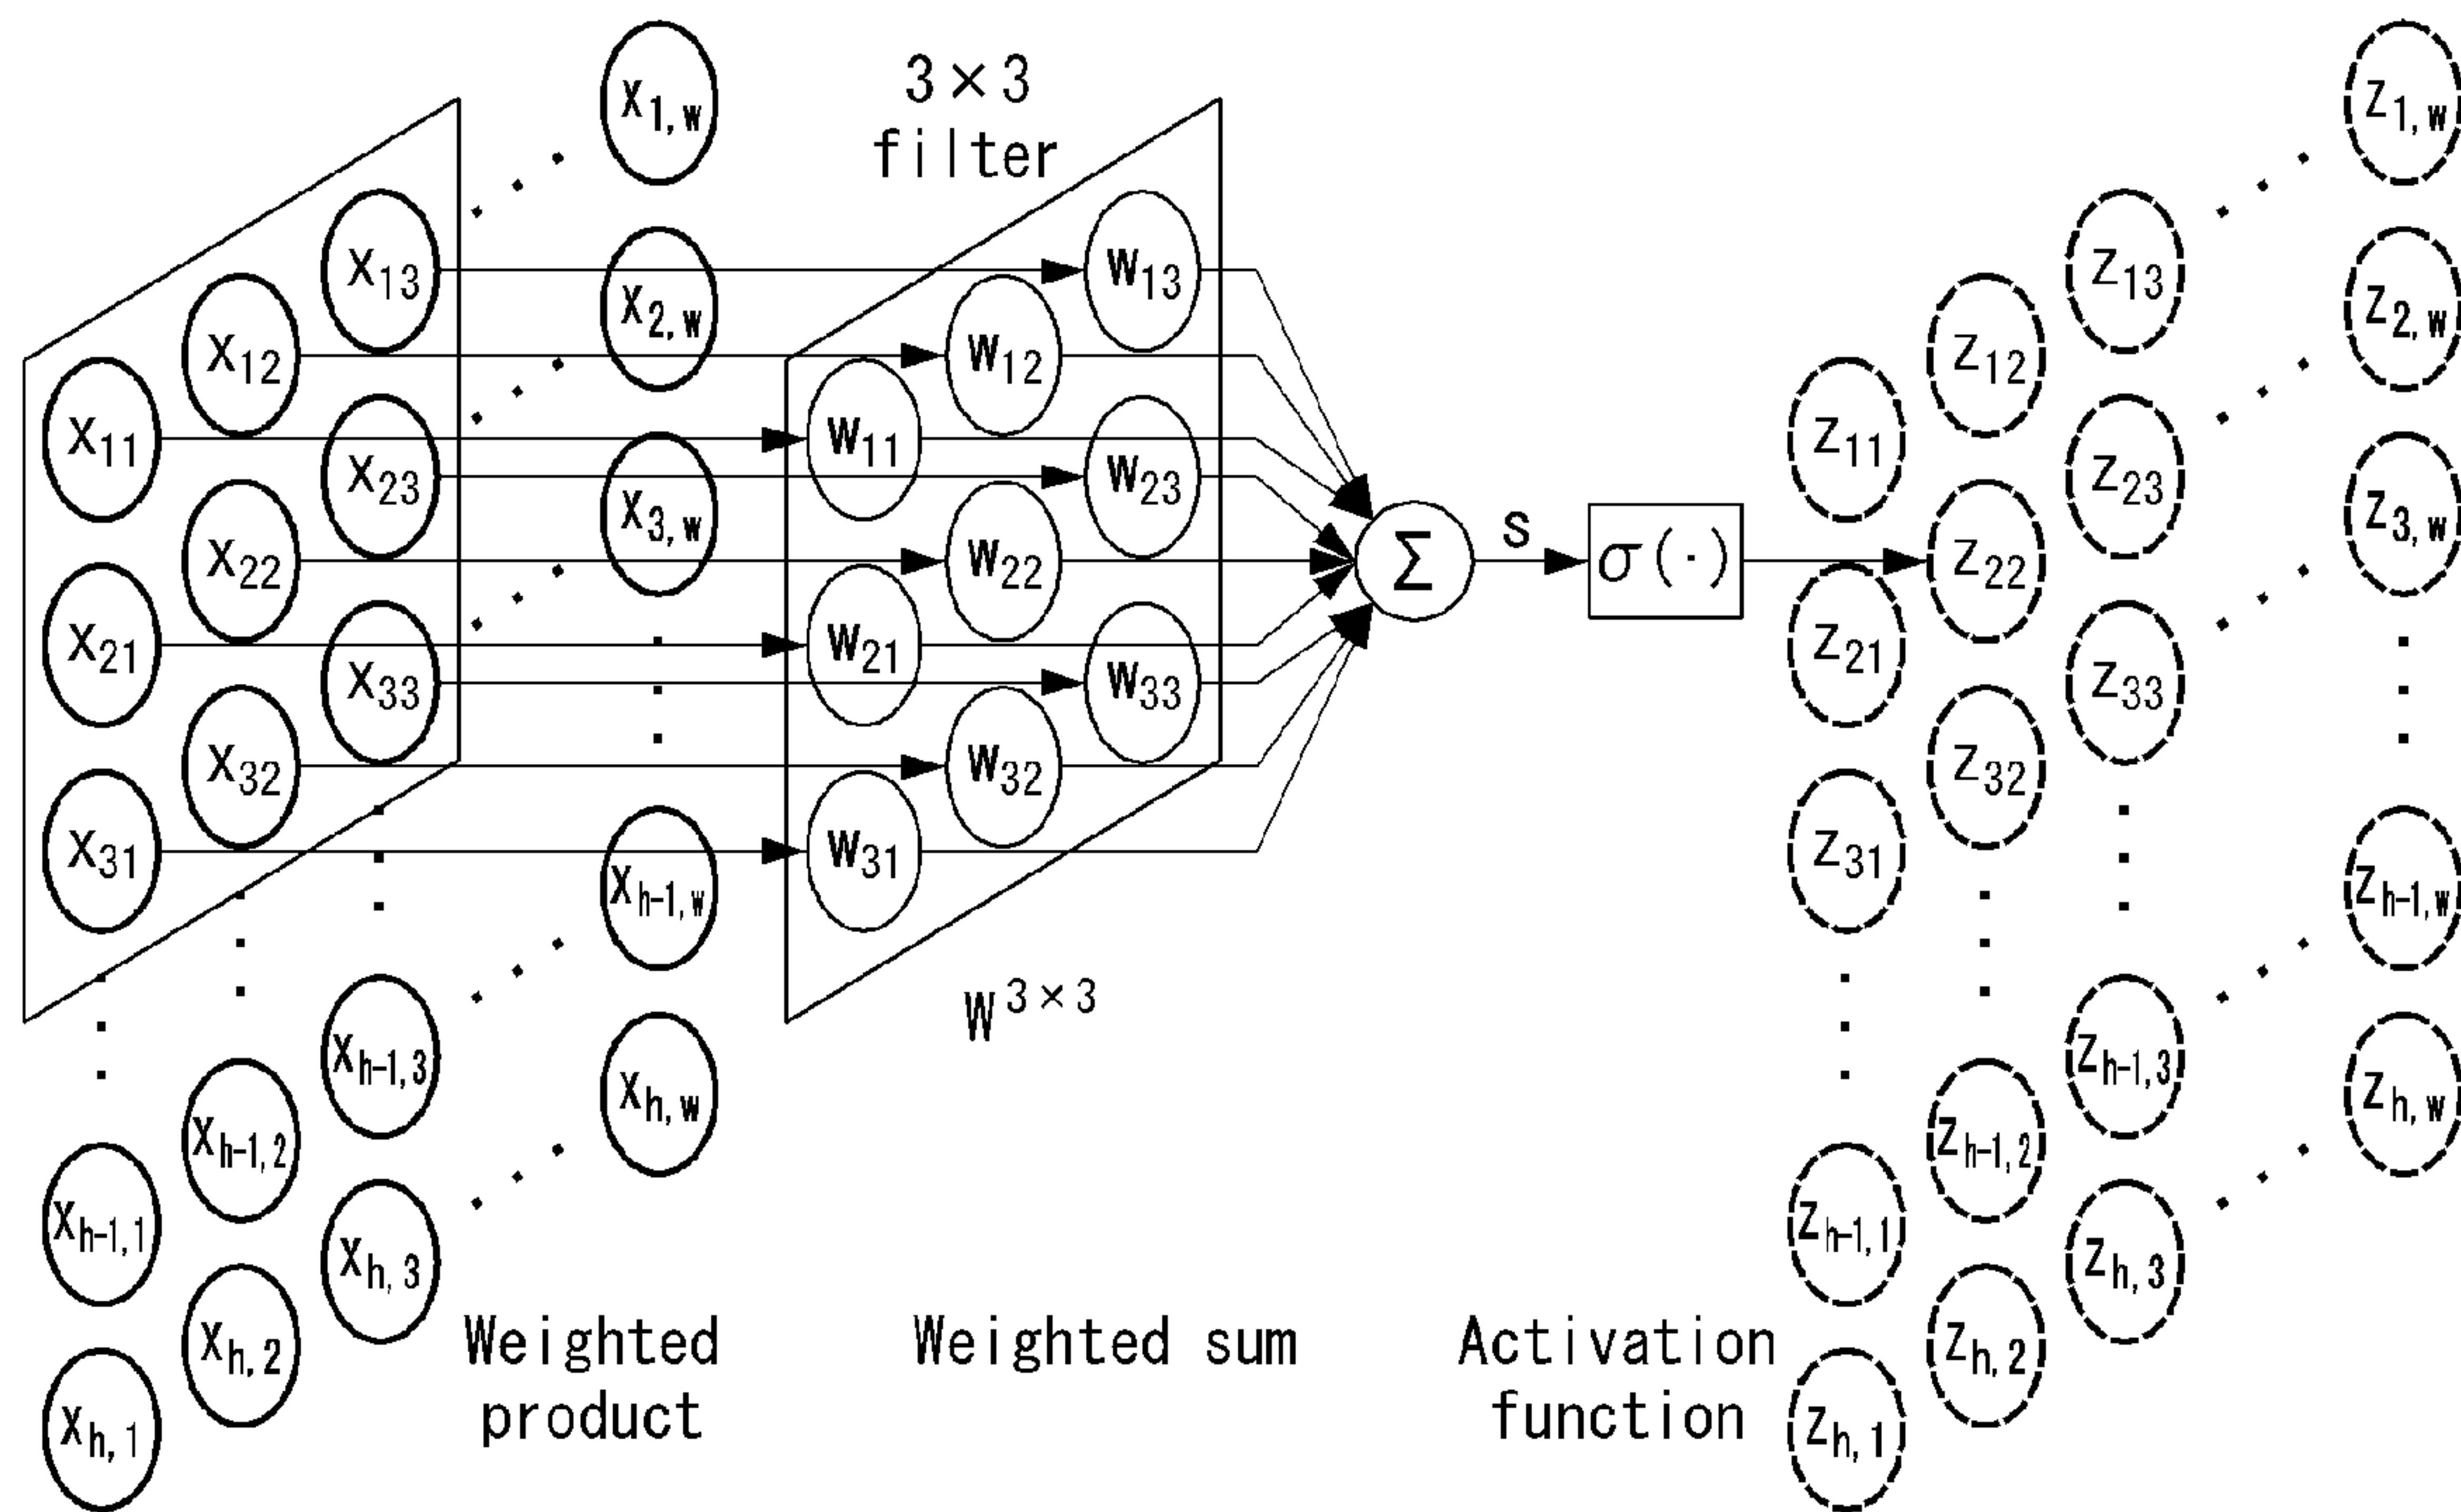 3×3
filter
x1,w
x2,w
x3,w
xh-1,w
xh,w
x13
x23
x33
xh-1,3
xh,3
x12
x22
x32
xh-1,2
xh,2
x11
x21
x31
xh-1,1
xh,1
w13
w12
w11
w23
w22
w21
w33
w32
w31
W3×3
Σ
s
σ(·)
z1,w
z2,w
z3,w
zh-1,w
zh,w
z13
z23
z33
zh-1,3
zh,3
z12
z22
z32
zh-1,2
zh,2
z11
z21
z31
zh-1,1
zh,1
Weighted
product
Weighted sum
Activation
function